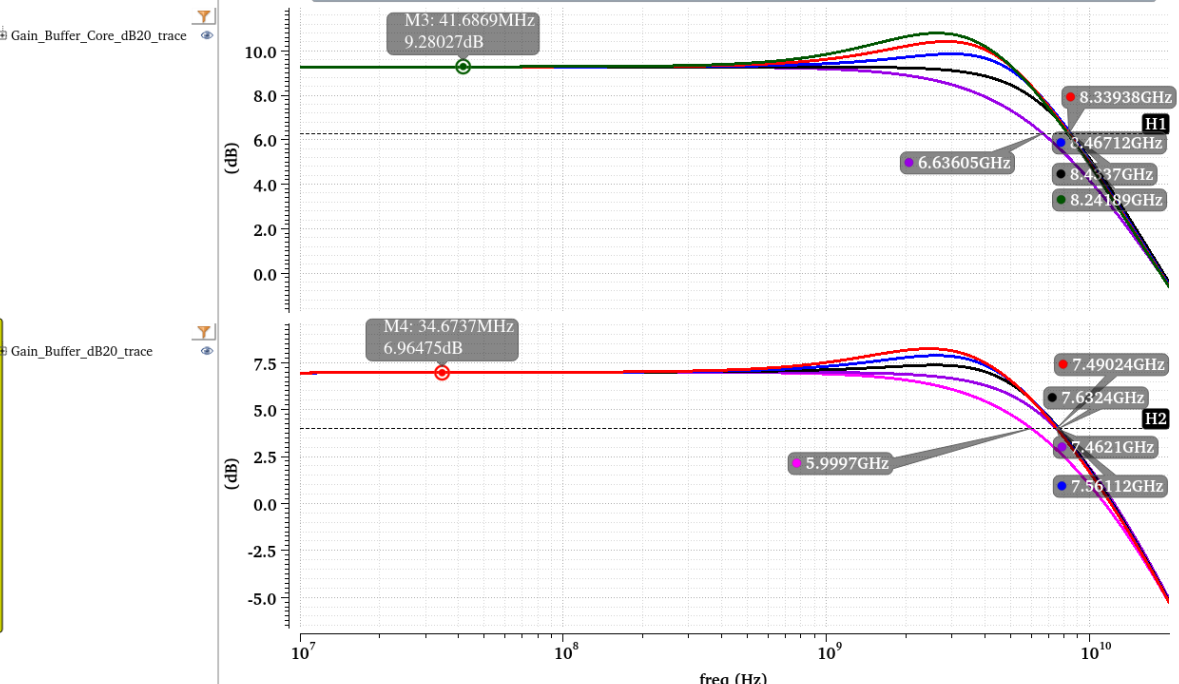 Gain_Buffer_Core_dB20_trace
M3: 41.6869MHz
9.28027dB
10.0
8.0
6.0
4.0
2.0
0.0
(dB)
8.33938GHz
H1
8.46712GHz
6.63605GHz
8.4337GHz
8.24189GHz
Gain_Buffer_dB20_trace
M4: 34.6737MHz
6.96475dB
7.5
5.0
2.5
0.0
-2.5
-5.0
(dB)
7.49024GHz
7.6324GHz
H2
7.4621GHz
5.9997GHz
7.56112GHz
10⁷
10⁸
10⁹
10¹⁰
freq (Hz)